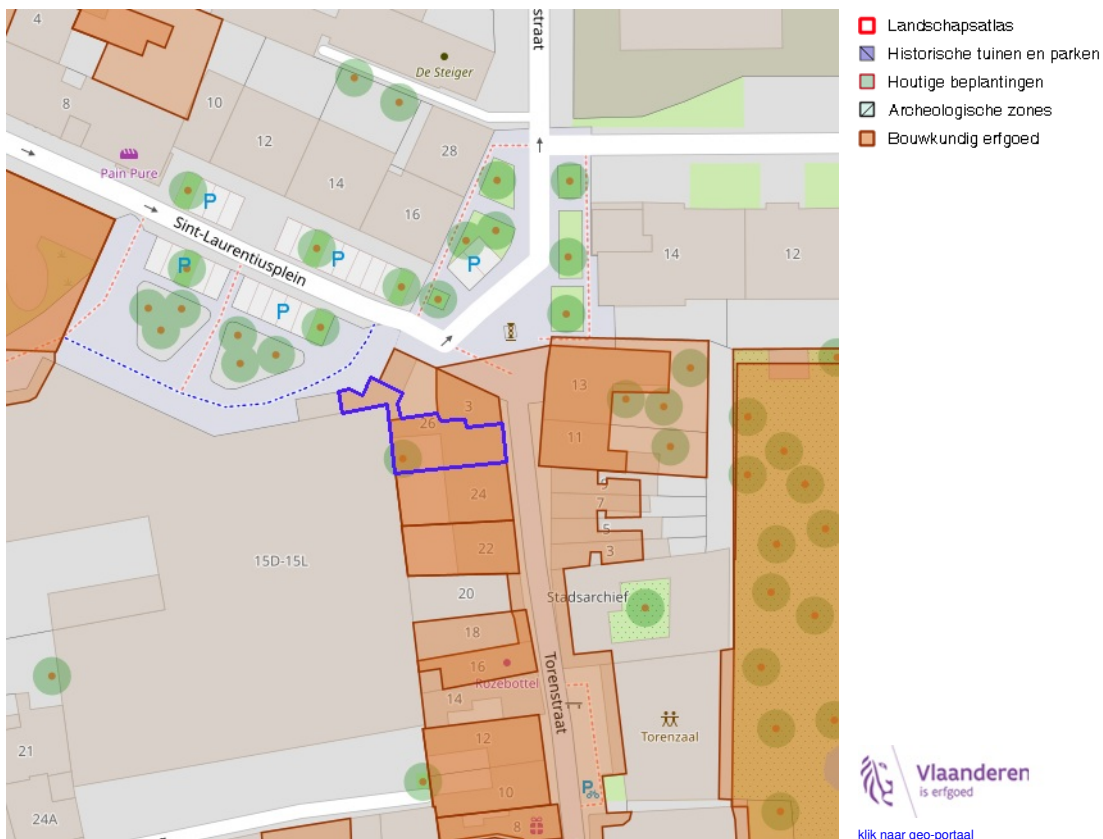 4
8
10
12
14
16
28
De Steiger
straat
Pain Pure
P
P
P
P
P
Sint-Laurentiusplein
14
12
13
11
3
26
24
22
20
18
16
Rozebottel
14
12
10
8
9
7
5
3
15D-15L
Stadsarchief
Torenstraat
Torenzaal
P
21
24A
Landschapsatlas
Historische tuinen en parken
Houtige beplantingen
Archeologische zones
Bouwkundig erfgoed
Vlaanderen
is erfgoed
klik naar geo-portaal